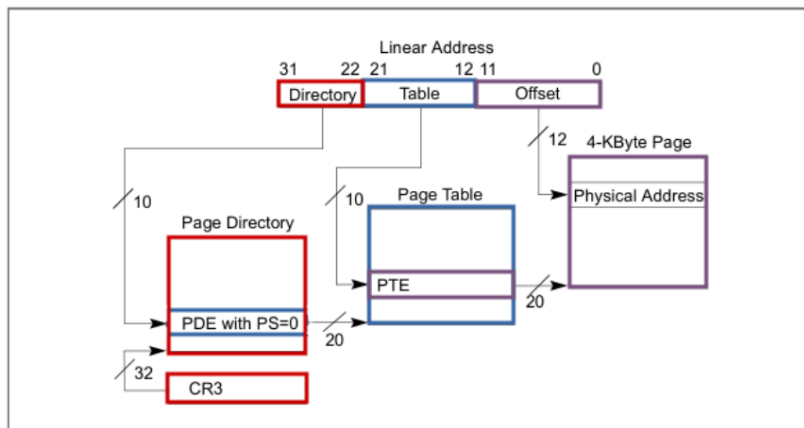 Linear Address
31 22 21 12 11 0
Directory Table Offset
12 4-KByte Page
10 10 Page Table Physical Address
Page Directory
PTE
20
PDE with PS=0
20
32
CR3